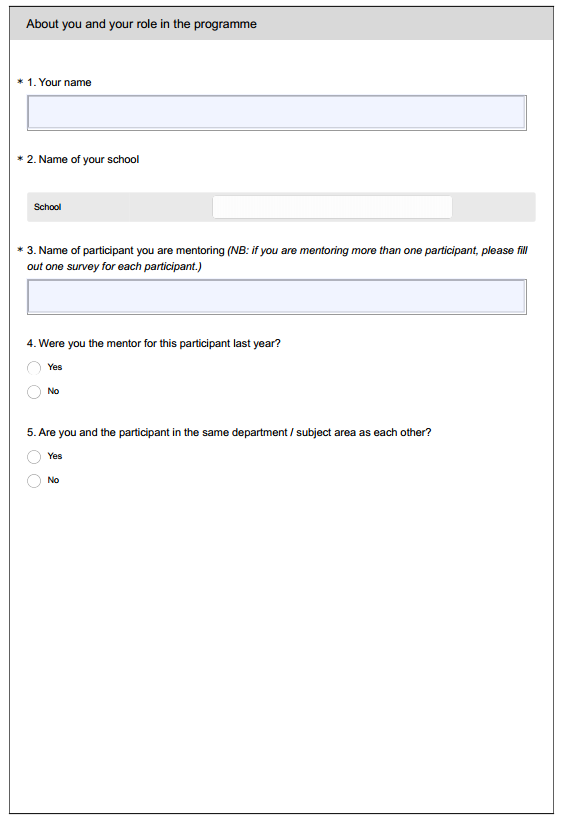 About you and your role in the programme
* 1. Your name
* 2. Name of your school
School
* 3. Name of participant you are mentoring (NB: if you are mentoring more than one participant, please fill
out one survey for each participant.)
4. Were you the mentor for this participant last year?
Yes
No
5. Are you and the participant in the same department / subject area as each other?
Yes
No